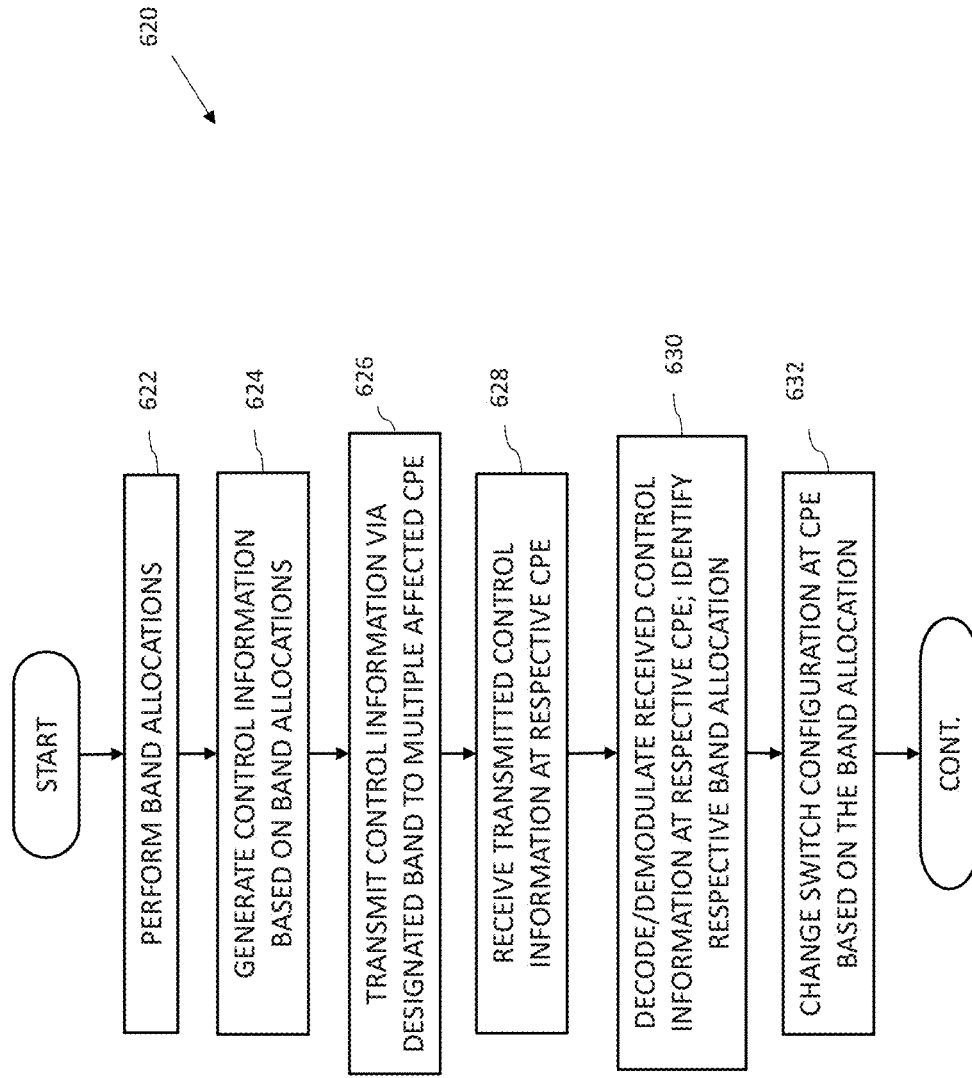 620
START
622
PERFORM BAND ALLOCATIONS
624
GENERATE CONTROL INFORMATION
BASED ON BAND ALLOCATIONS
626
TRANSMIT CONTROL INFORMATION VIA
DESIGNATED BAND TO MULTIPLE AFFECTED CPE
628
RECEIVE TRANSMITTED CONTROL
INFORMATION AT RESPECTIVE CPE
630
DECODE/DEMODULATE RECEIVED CONTROL
INFORMATION AT RESPECTIVE CPE; IDENTIFY
RESPECTIVE BAND ALLOCATION
632
CHANGE SWITCH CONFIGURATION AT CPE
BASED ON THE BAND ALLOCATION
CONT.